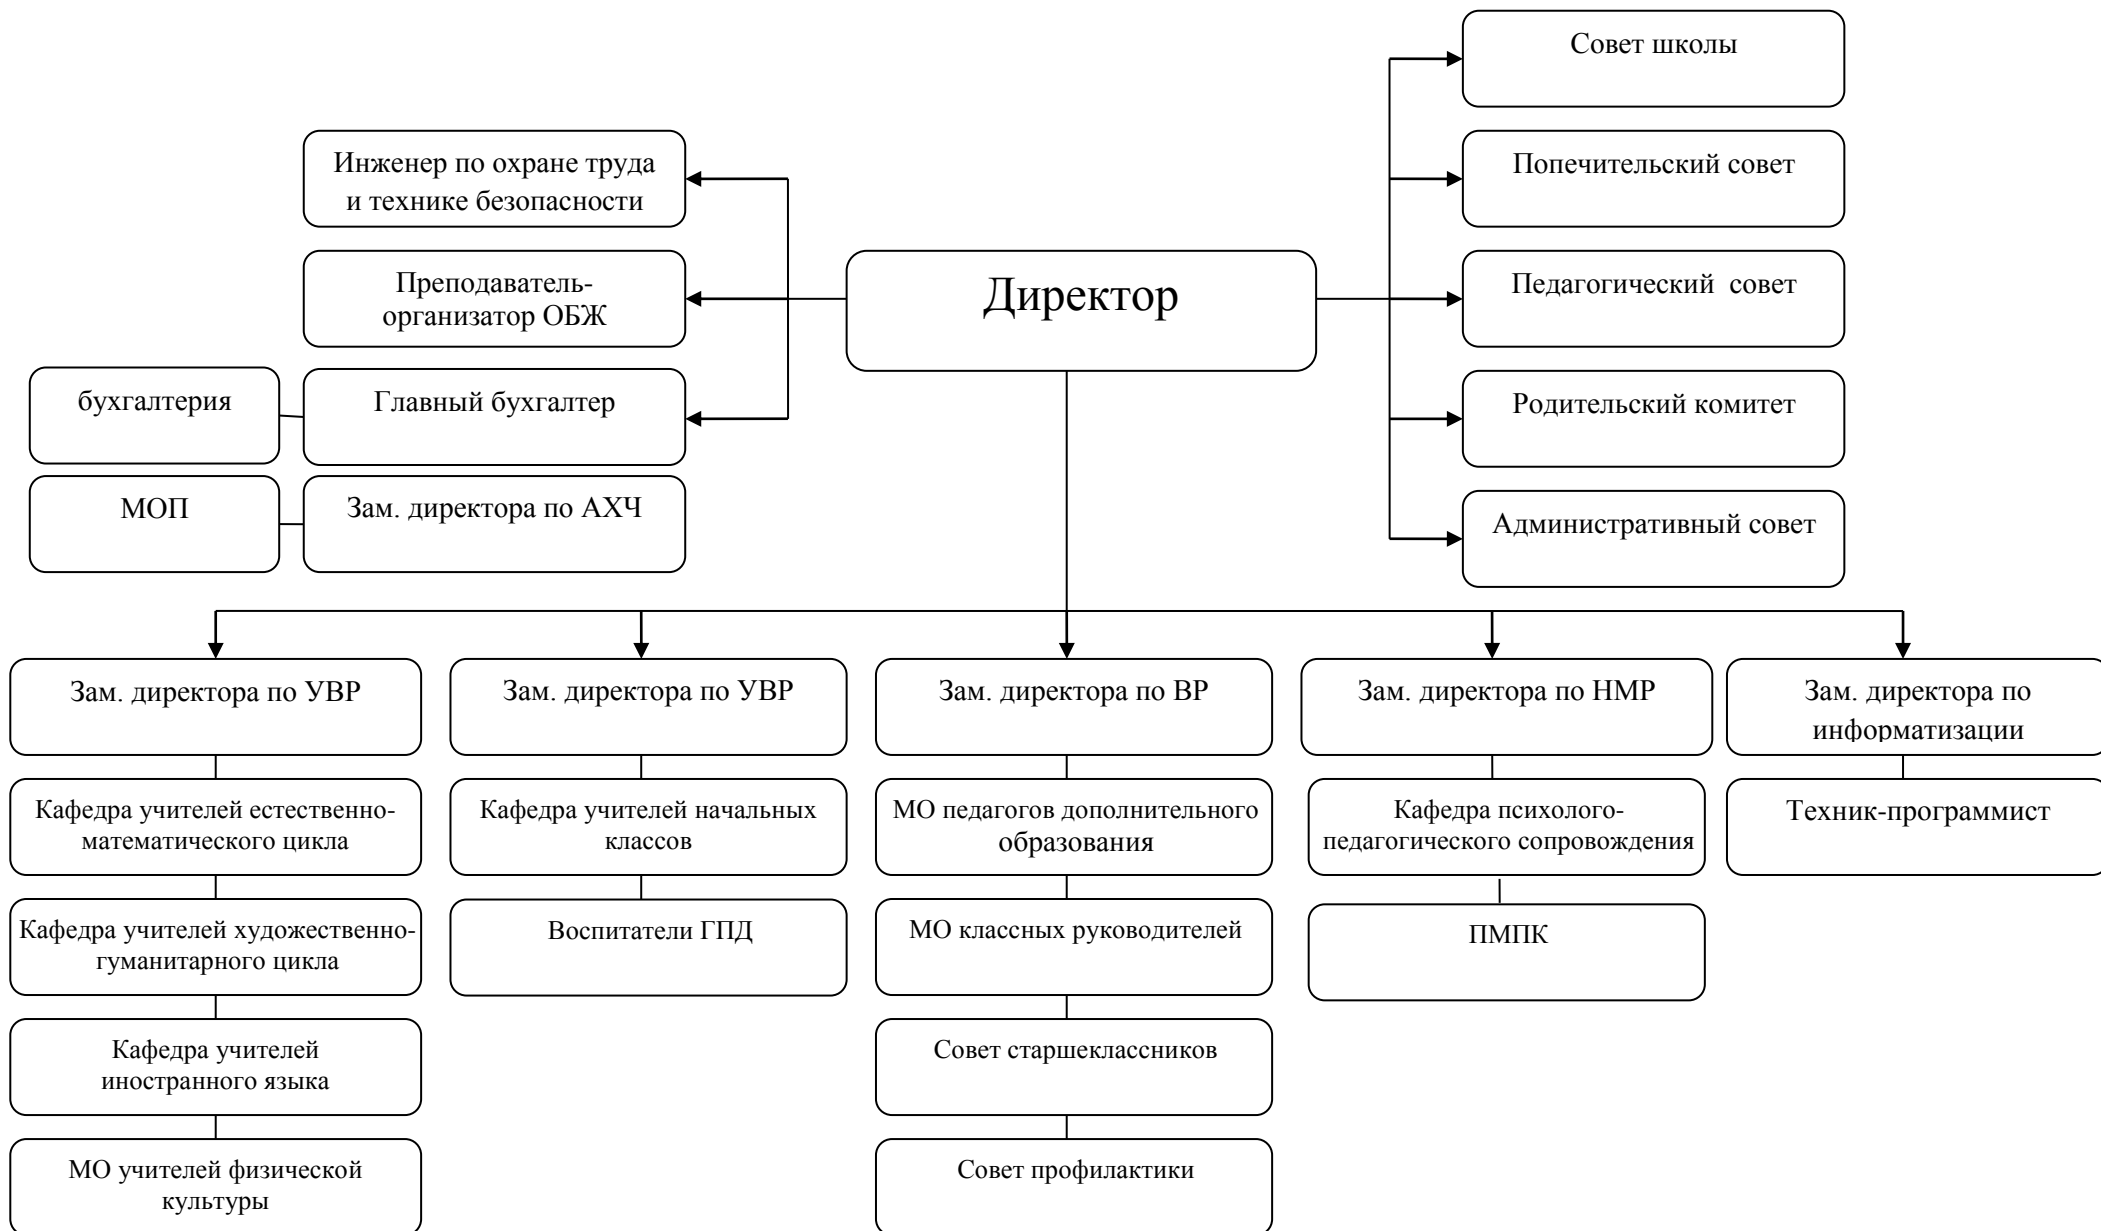 Совет школы
Инженер по охране труда
и технике безопасности
Попечительский совет
Преподаватель-
организатор ОБЖ
Директор
Педагогический совет
бухгалтерия
Главный бухгалтер
Родительский комитет
МОП
Зам. директора по АХЧ
Административный совет
Зам. директора по УВР
Зам. директора по УВР
Зам. директора по ВР
Зам. директора по НМР
Зам. директора по
информатизации
Кафедра учителей естественно-
математического цикла
Кафедра учителей начальных
классов
МО педагогов дополнительного
образования
Кафедра психолого-
педагогического сопровождения
Техник-программист
Кафедра учителей художественно-
гуманитарного цикла
Воспитатели ГПД
МО классных руководителей
ПМПК
Кафедра учителей
иностранного языка
Совет старшеклассников
МО учителей физической
культуры
Совет профилактики